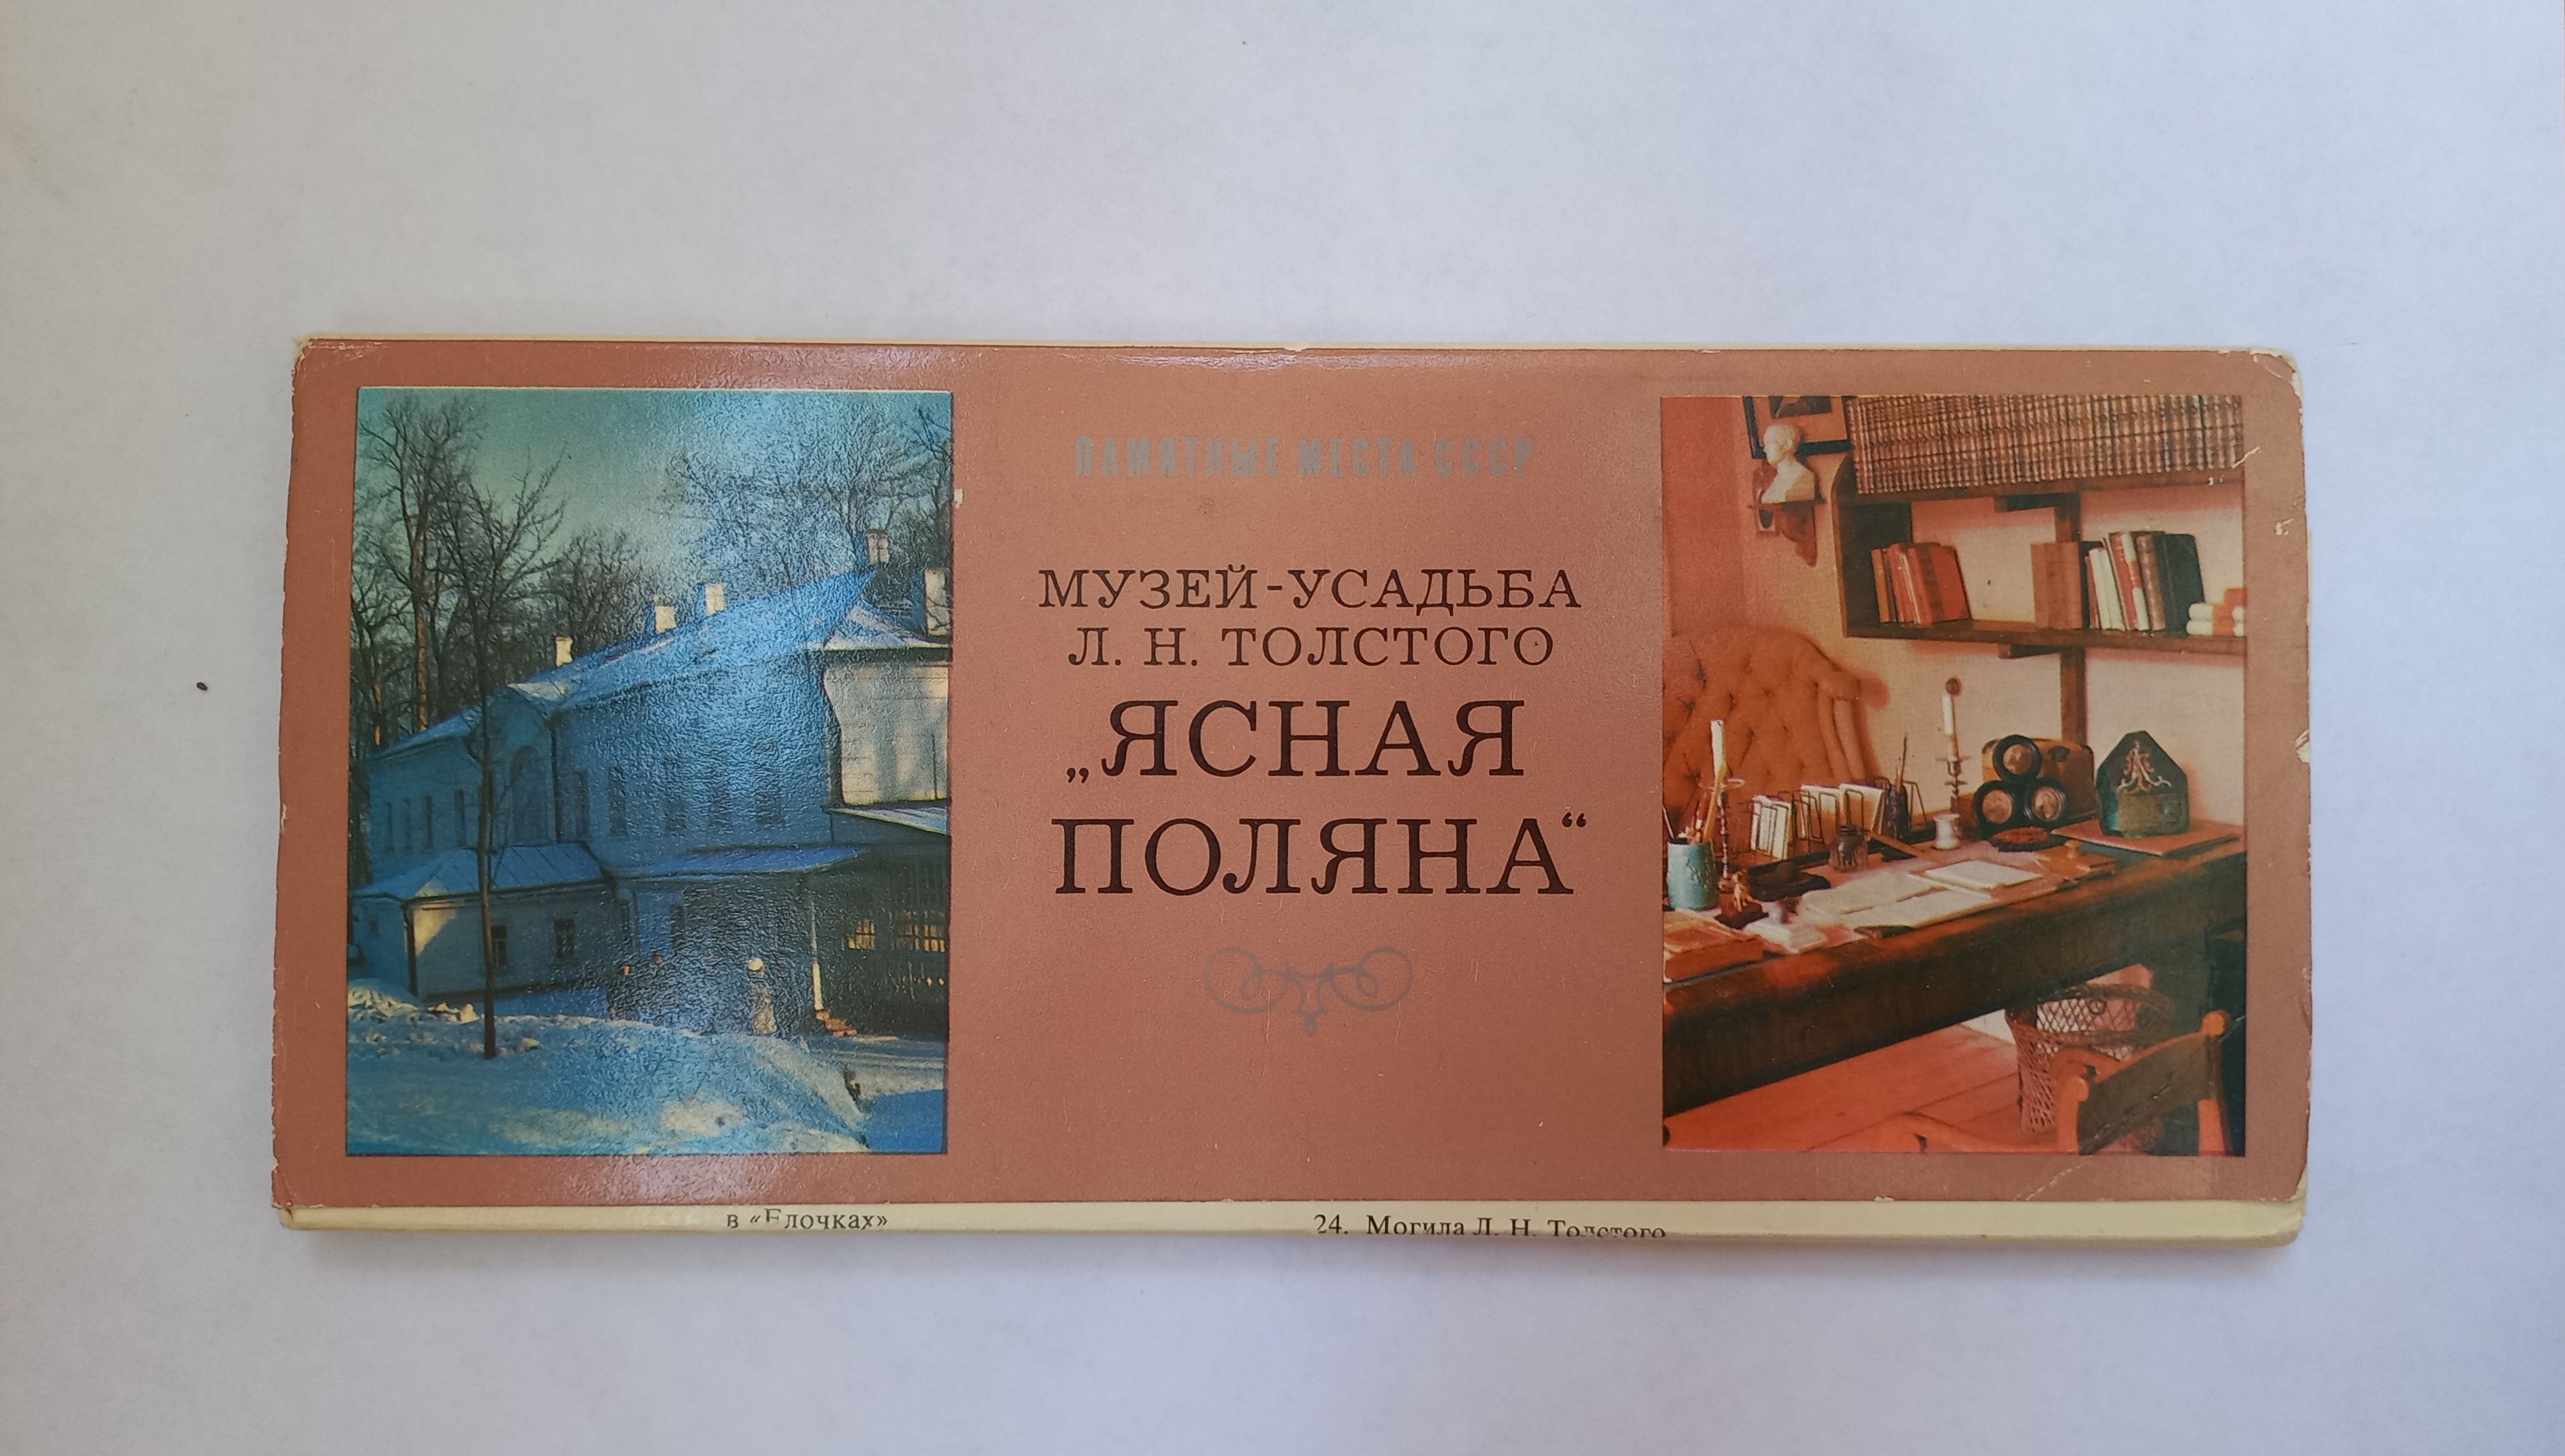 ПАМЯТНЫЕ МЕСТА СССР
МУЗЕЙ-УСАДЬБА
Л. Н. ТОЛСТОГО
„ЯСНАЯ
ПОЛЯНА“
в «Елочках»
24. Могила Л. Н. Толстого